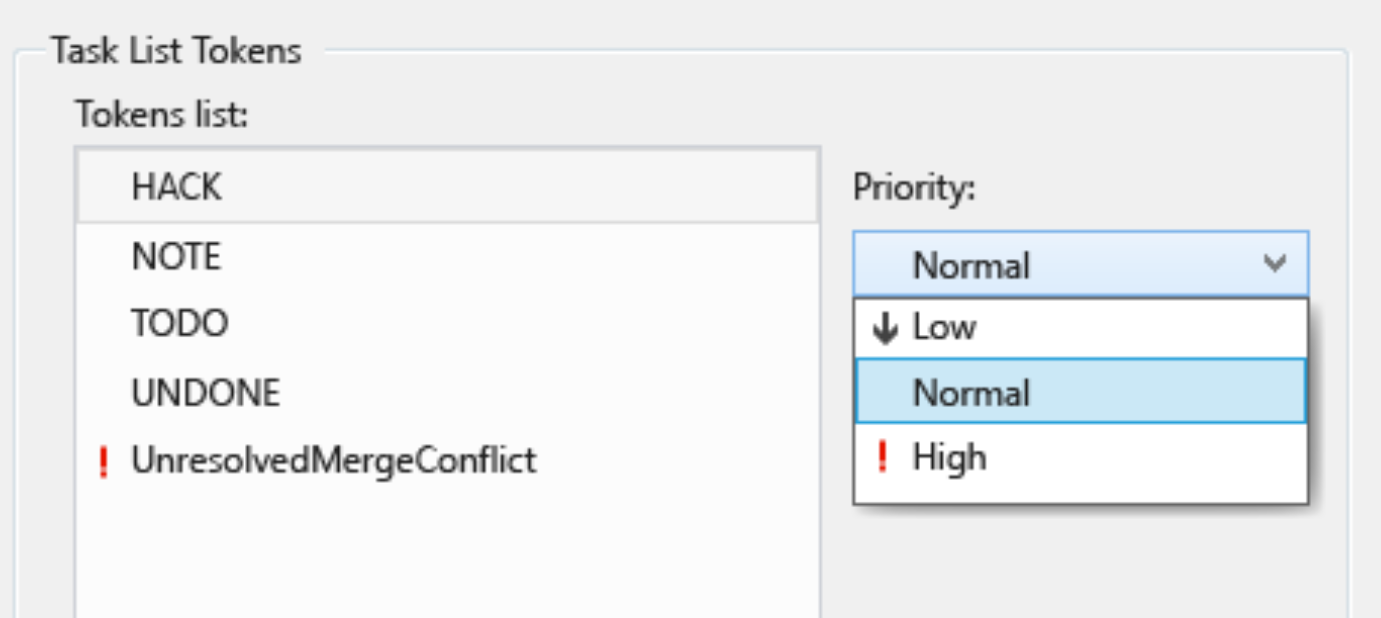 Task List Tokens
Tokens list:
HACK
NOTE
TODO
UNDONE
! UnresolvedMergeConflict
Priority:
Normal
Low
Normal
! High